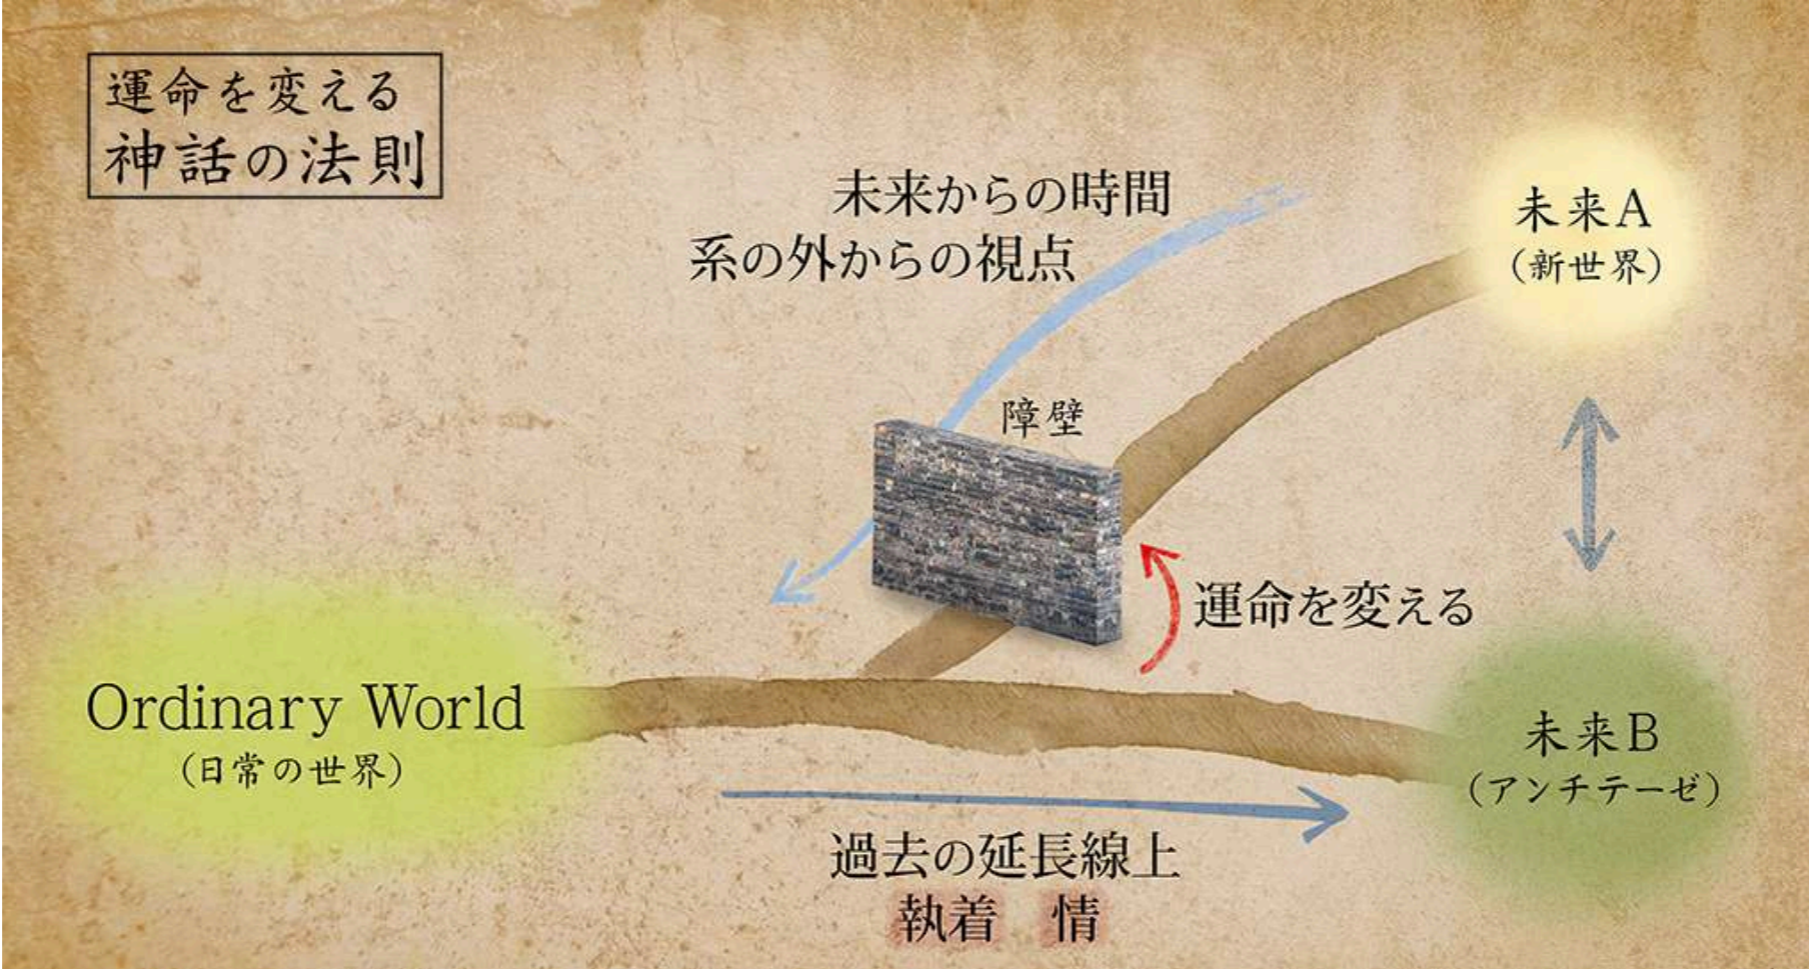 運命を変える
神話の法則
未来からの時間
系の外からの視点
未来A
（新世界）
障壁
運命を変える
Ordinary World
（日常の世界）
未来B
（アンチテーゼ）
過去の延長線上
執着　情